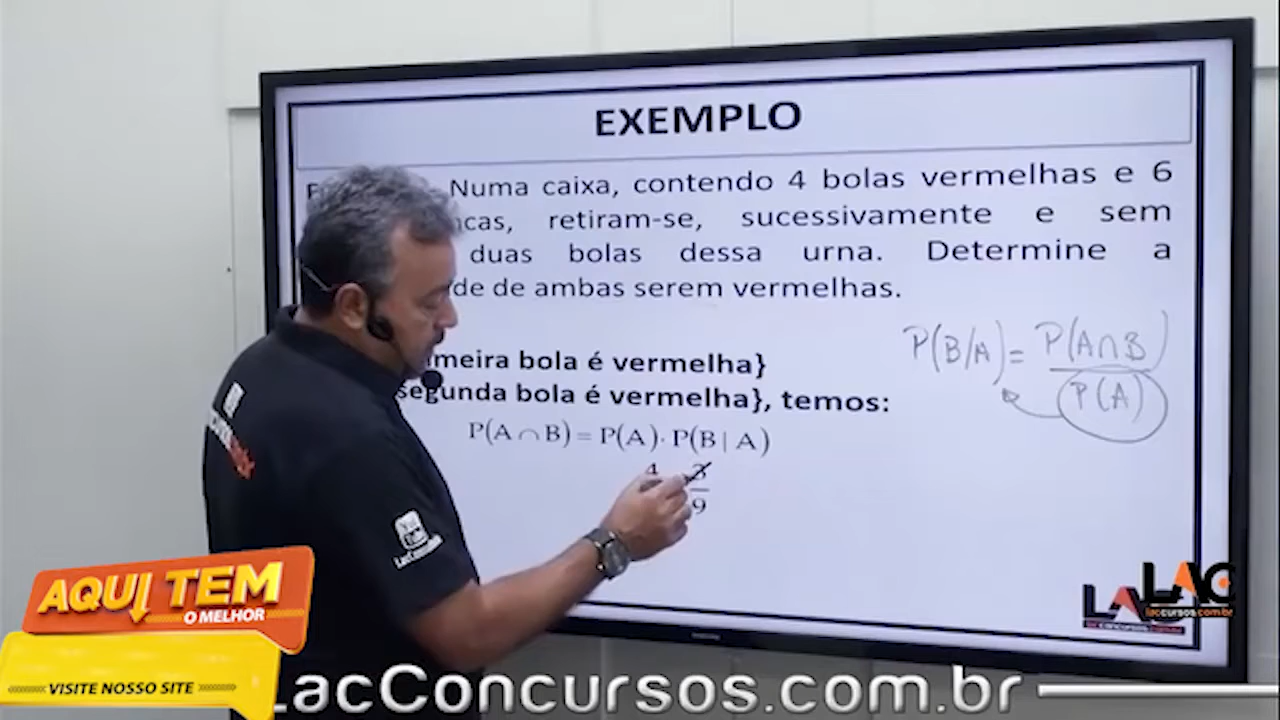 EXEMPLO
Numa caixa, contendo 4 bolas vermelhas e 6
ncas, retiram-se, sucessivamente e sem
duas bolas dessa urna. Determine a
de de ambas serem vermelhas.
P(B/A) = P(A∩B)
P(A)
meira bola é vermelha}
segunda bola é vermelha}, temos:
P(A∩B) = P(A)·P(B|A)
4 3
9
LacConcursos
AQUI TEM
O MELHOR
VISITE NOSSO SITE
LAC
laccursos.com.br
LacConcursos.com.br